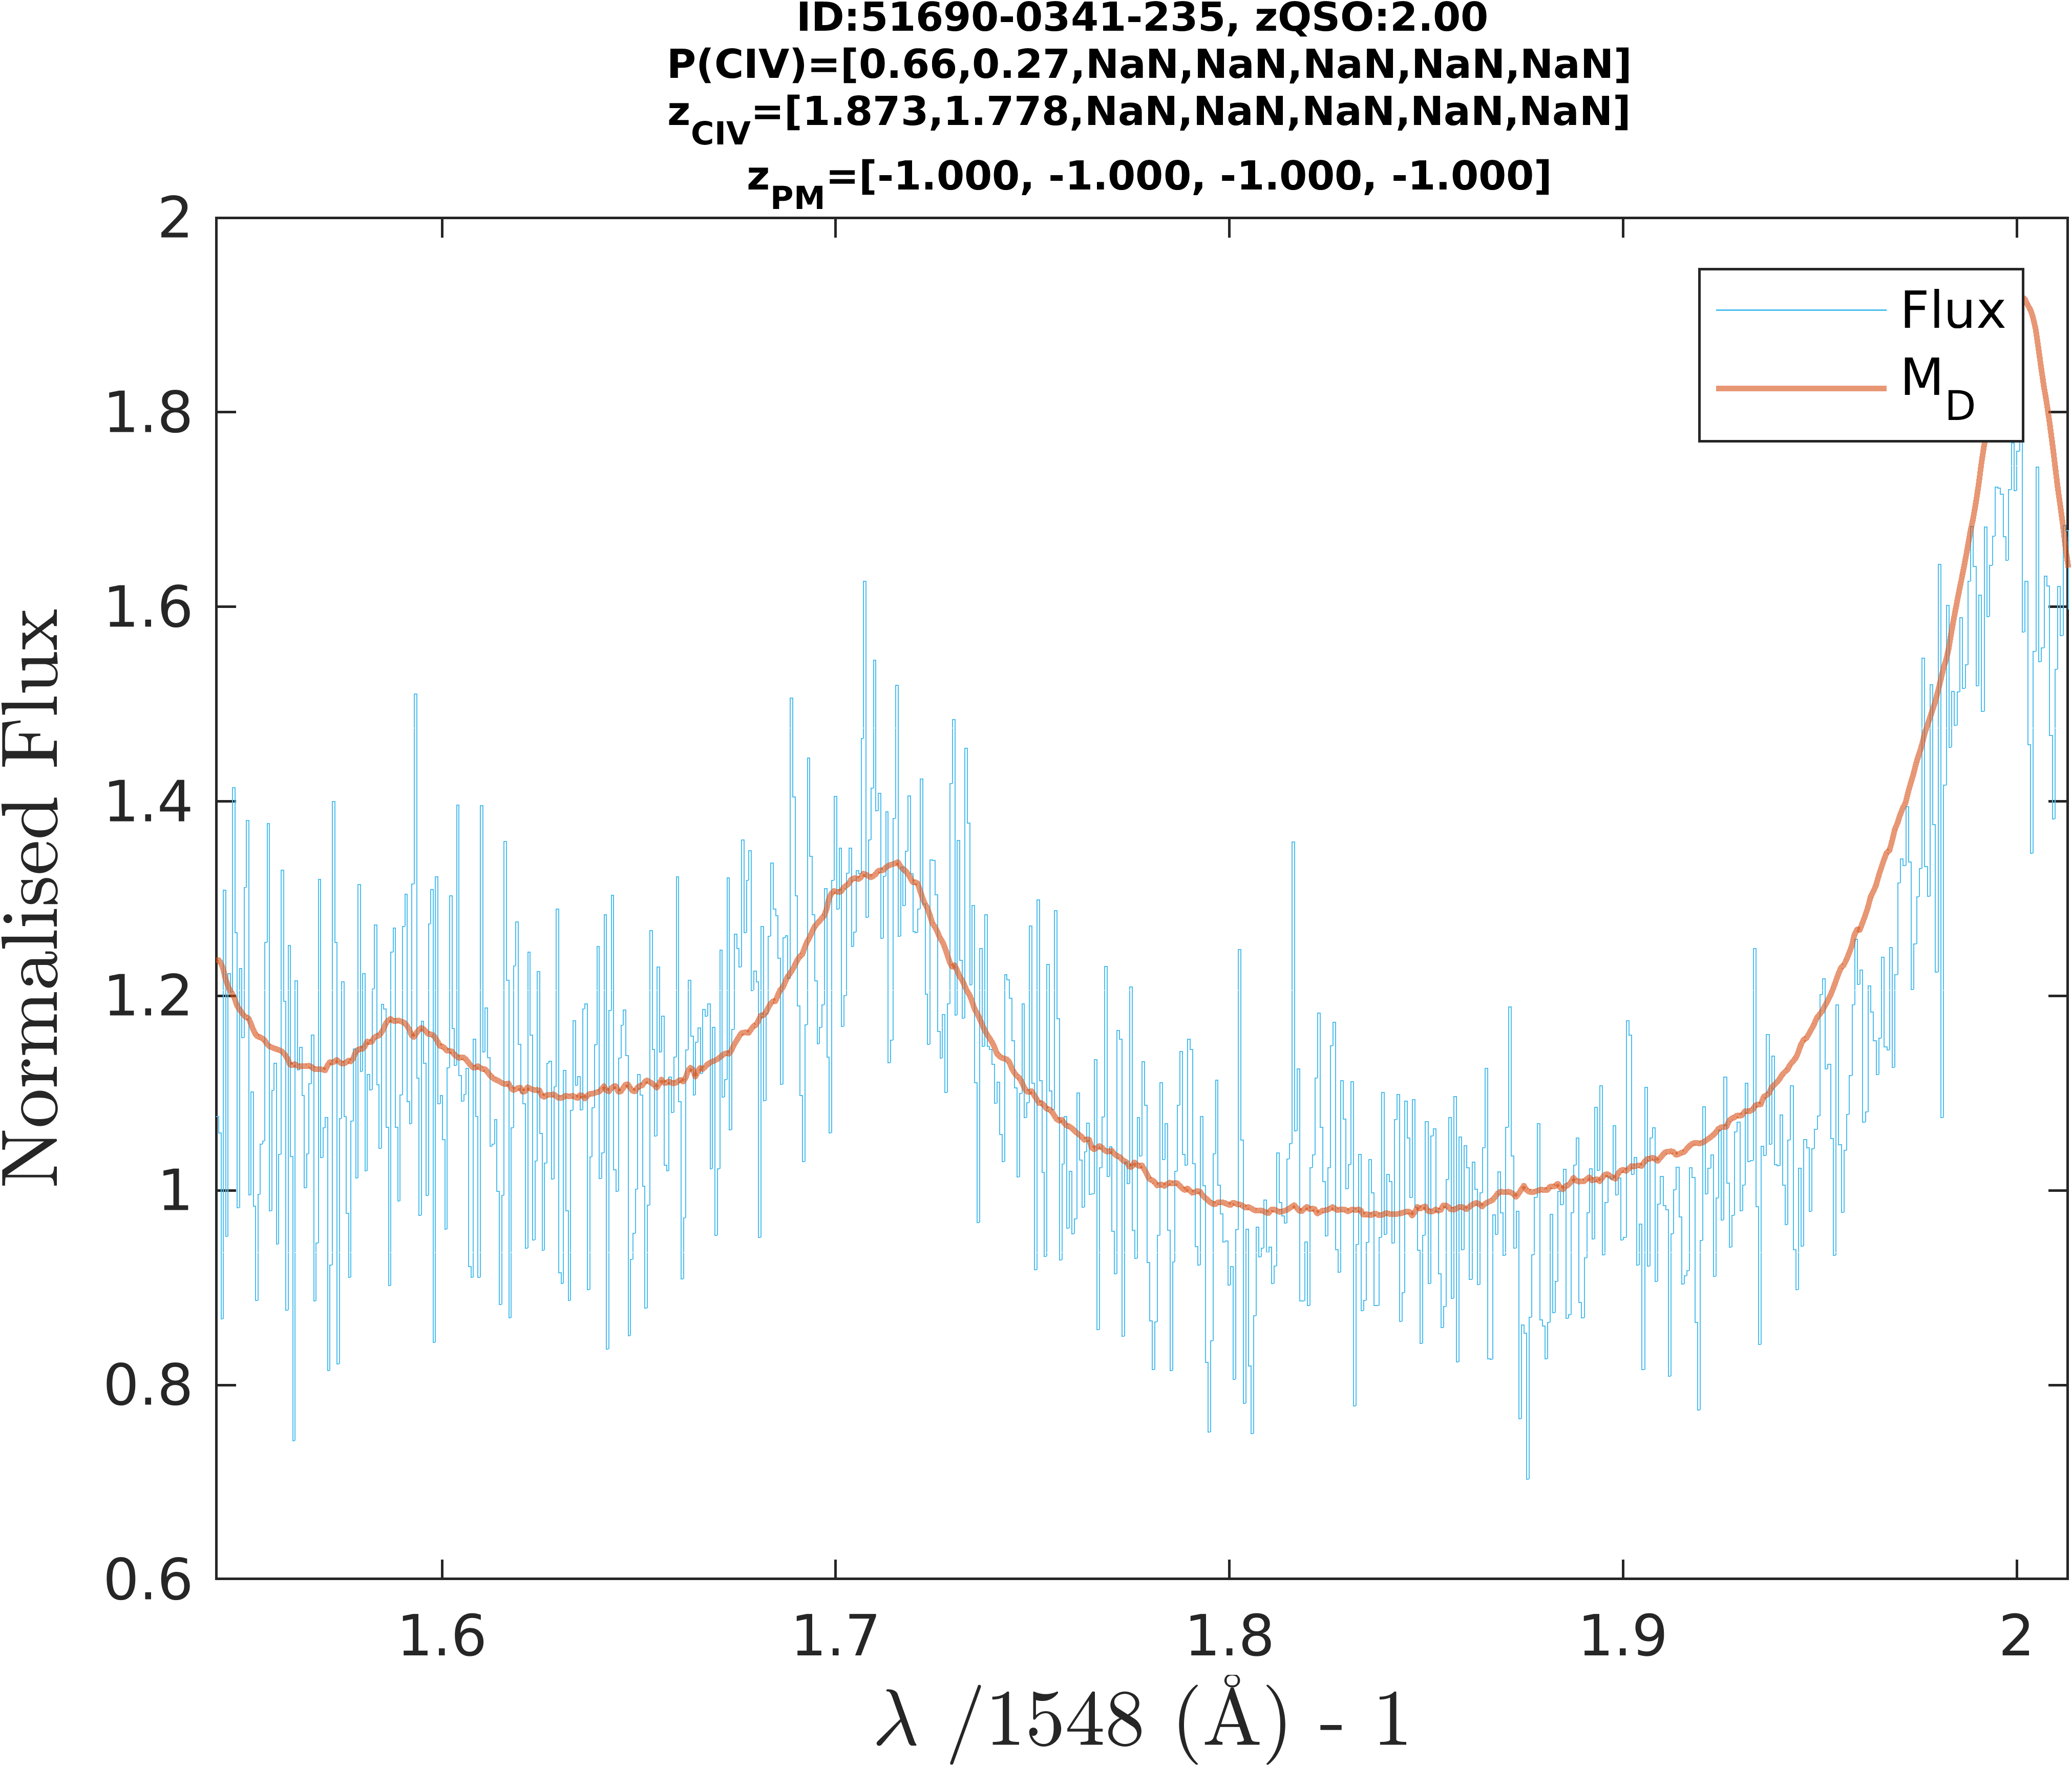 ID:51690-0341-235, zQSO:2.00
P(CIV)=[0.66,0.27,NaN,NaN,NaN,NaN,NaN]
zCIV=[1.873,1.778,NaN,NaN,NaN,NaN,NaN]
zPM=[-1.000, -1.000, -1.000, -1.000]
2
1.8
1.6
1.4
1.2
1
0.8
0.6
Normalised Flux
Flux
MD
1.6 1.7 1.8 1.9 2
λ /1548 (Å) - 1